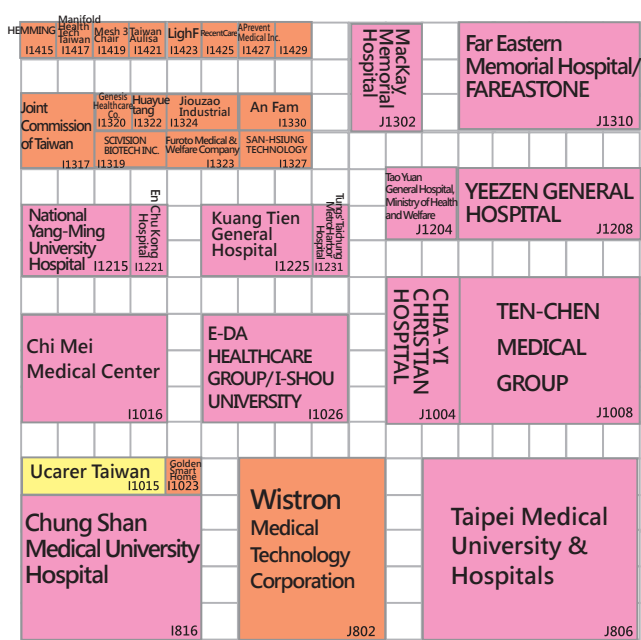 HEMMING
I1415
Manifold
Health
Tech
Taiwan
I1417
Mesh 3
Chair
I1419
Taiwan
Aulisa
I1421
LighF
I1423
RecentCare
I1425
APrevent
Medical Inc.
I1427
I1429
MacKay
Memorial
Hospital
J1302
Far Eastern
Memorial Hospital/
FAREASTONE
J1310
Joint
Commission
of Taiwan
I1317
Genesis
Healthcare
Co.
I1320
Huayue
tang
I1322
Jiouzao
Industrial
I1324
An Fam
I1330
SCIVISION
BIOTECH INC.
I1319
Furoto Medical &
Welfare Company
I1323
SAN-HSIUNG
TECHNOLOGY
I1327
Tao Yuan
General Hospital,
Ministry of Health
and Welfare
J1204
YEEZEN GENERAL
HOSPITAL
J1208
National
Yang-Ming
University
Hospital
I1215
En Chu Kong
Hospital
I1221
Kuang Tien
General
Hospital
I1225
Tungs' Taichung
MetroHarbor
Hospital
I1231
Chi Mei
Medical Center
I1016
E-DA
HEALTHCARE
GROUP/I-SHOU
UNIVERSITY
I1026
CHIA-YI
CHRISTIAN
HOSPITAL
J1004
TEN-CHEN
MEDICAL
GROUP
J1008
Ucarer Taiwan
I1015
Golden
Smart
Home
I1023
Chung Shan
Medical University
Hospital
I816
Wistron
Medical
Technology
Corporation
J802
Taipei Medical
University &
Hospitals
J806